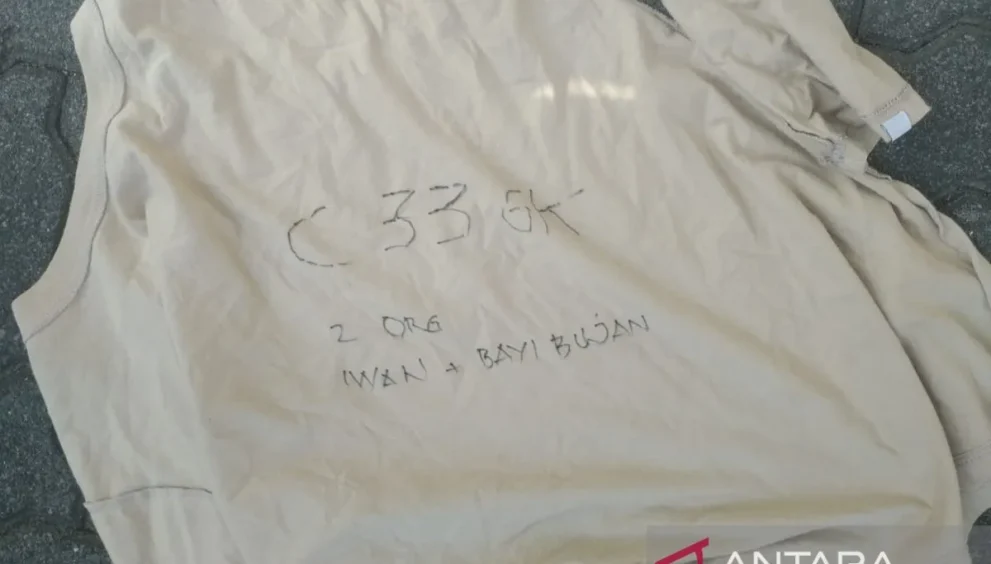 C 33 GK
2 ORG
IWAN + BAYI BUJAN
ANTARA